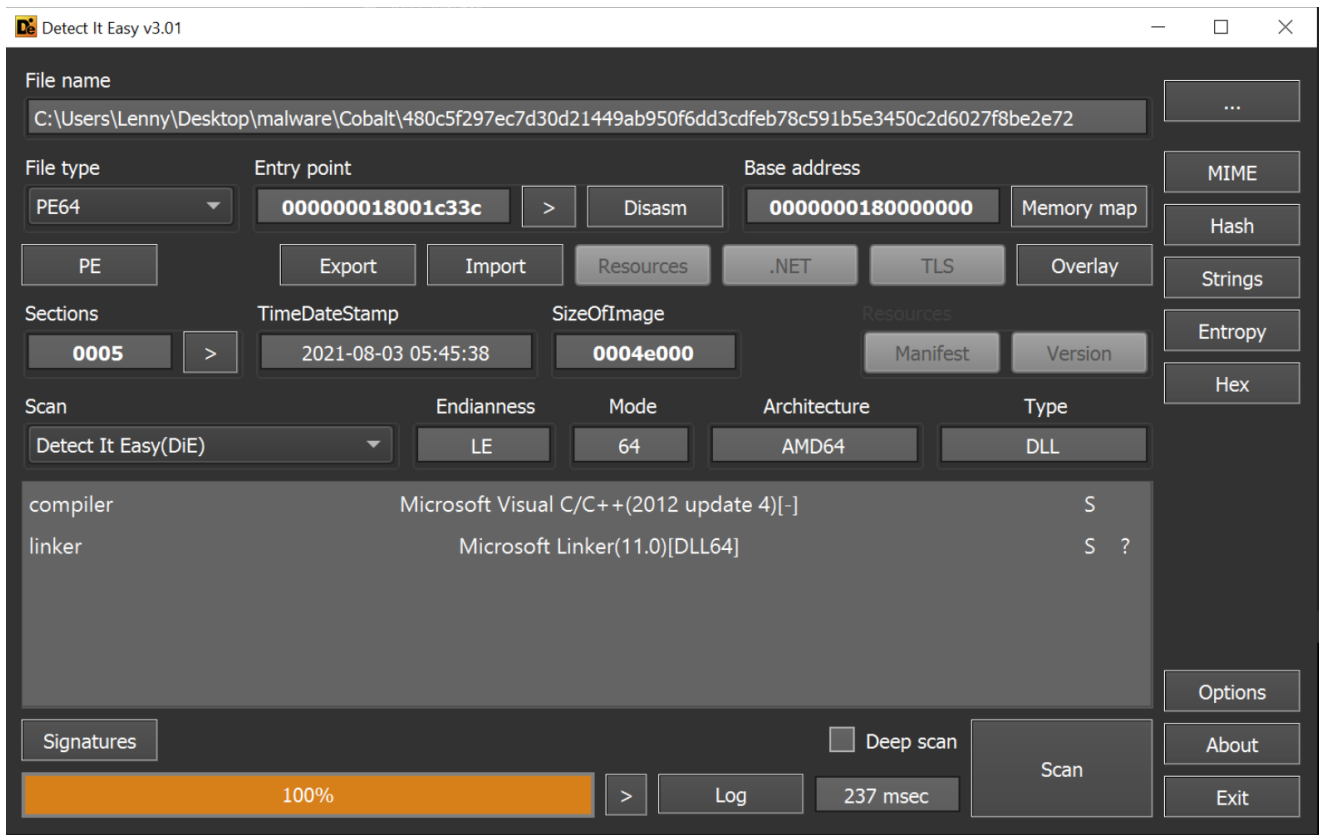 Detect It Easy v3.01
File name
C:\Users\Lenny\Desktop\malware\Cobalt\480c5f297ec7d30d21449ab950f6dd3cdfeb78c591b5e3450c2d6027f8be2e72
...
File type Entry point Base address
PE64 000000018001c33c > Disasm 0000000180000000 Memory map
MIME
PE Export Import Resources .NET TLS Overlay
Hash
Strings
Sections TimeDateStamp SizeOfImage Resources
0005 > 2021-08-03 05:45:38 0004e000 Manifest Version
Entropy
Hex
Scan Endianness Mode Architecture Type
Detect It Easy(DiE) LE 64 AMD64 DLL
compiler Microsoft Visual C/C++(2012 update 4)[-] S
linker Microsoft Linker(11.0)[DLL64] S ?
Options
Signatures Deep scan Scan About
100% > Log 237 msec Exit